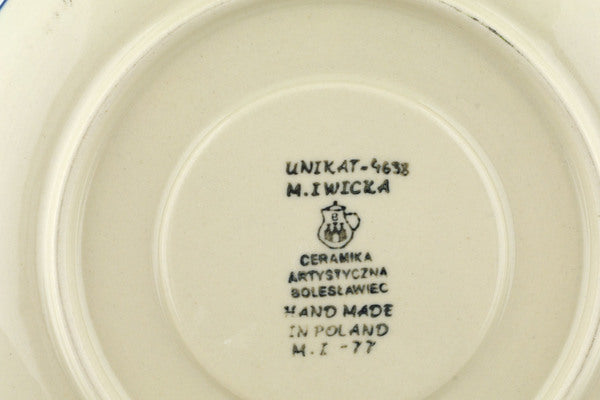 UNIKAT-4638
M.IWICKA
B
CERAMIKA
ARTYSTYCZNA
BOLESŁAWIEC
HAND MADE
IN POLAND
M.I-77